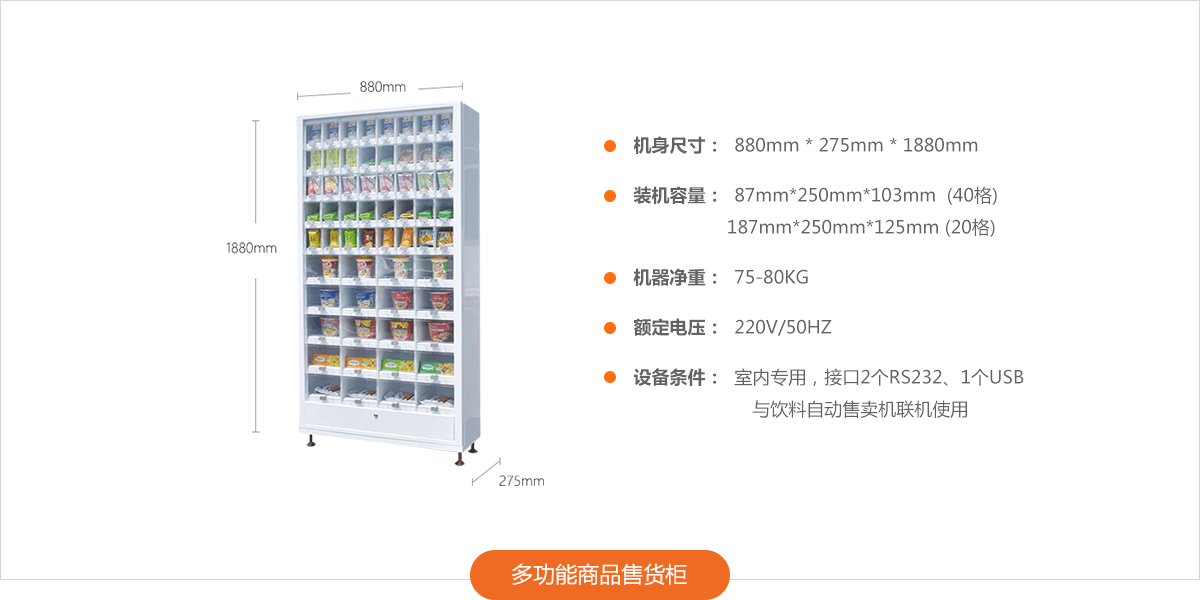 880mm
1880mm
275mm
机身尺寸： 880mm * 275mm * 1880mm
装机容量： 87mm*250mm*103mm (40格)
187mm*250mm*125mm (20格)
机器净重： 75-80KG
额定电压： 220V/50HZ
设备条件： 室内专用，接口2个RS232、1个USB
与饮料自动售卖机联机使用
多功能商品售货柜